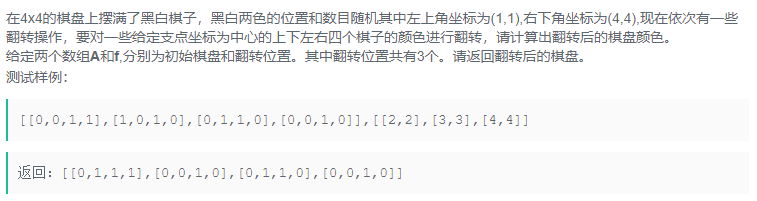 在4x4的棋盘上摆满了黑白棋子，黑白两色的位置和数目随机其中左上角坐标为(1,1),右下角坐标为(4,4),现在依次有一些
翻转操作，要对一些给定支点坐标为中心的上下左右四个棋子的颜色进行翻转，请计算出翻转后的棋盘颜色。
给定两个数组A和f,分别为初始棋盘和翻转位置。其中翻转位置共有3个。请返回翻转后的棋盘。
测试样例：
[[0,0,1,1],[1,0,1,0],[0,1,1,0],[0,0,1,0]],[[2,2],[3,3],[4,4]]
返回：[[0,1,1,1],[0,0,1,0],[0,1,1,0],[0,0,1,0]]